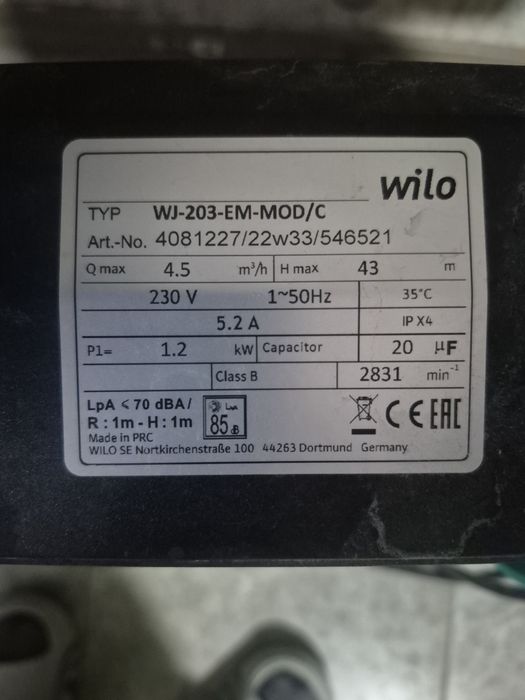 wilo
TYP WJ-203-EM-MOD/C
Art.-No. 4081227/22w33/546521
Q max 4.5 m³/h H max 43 m
230 V 1~50Hz 35°C
5.2 A IP X4
P1= 1.2 kW Capacitor 20 µF
Class B 2831 min⁻¹
LpA ≤ 70 dBA/
R : 1m - H : 1m
LWA
85 dB
CE EAC
Made in PRC
WILO SE Nortkirchenstraße 100 44263 Dortmund Germany